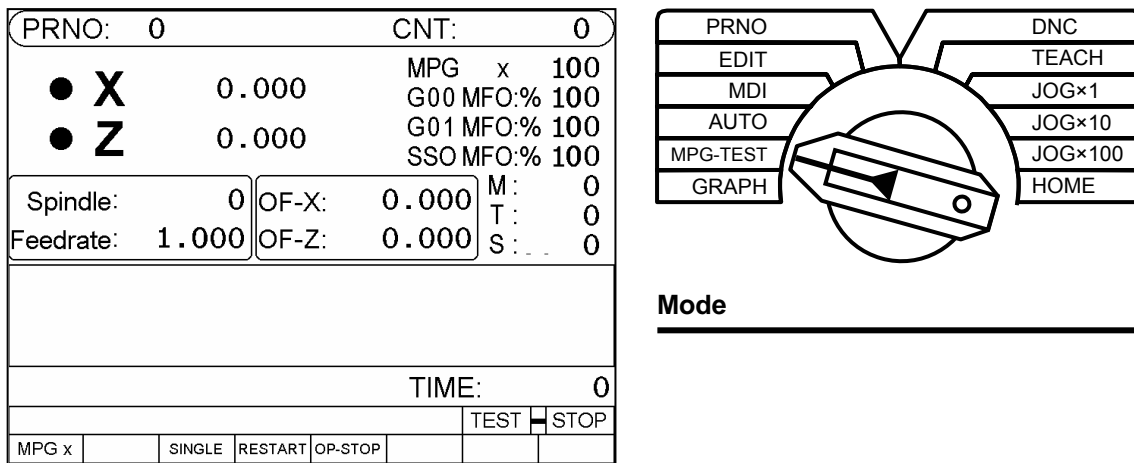 PRNO: 0 CNT: 0
X 0.000
Z 0.000
MPG x 100
G00 MFO:% 100
G01 MFO:% 100
SSO MFO:% 100
Spindle: 0
Feedrate: 1.000
OF-X: 0.000
OF-Z: 0.000
M: 0
T: 0
S: _ _ 0
TIME: 0
TEST STOP
MPG x SINGLE RESTART OP-STOP
PRNO
EDIT
MDI
AUTO
MPG-TEST
GRAPH
DNC
TEACH
JOG×1
JOG×10
JOG×100
HOME
Mode